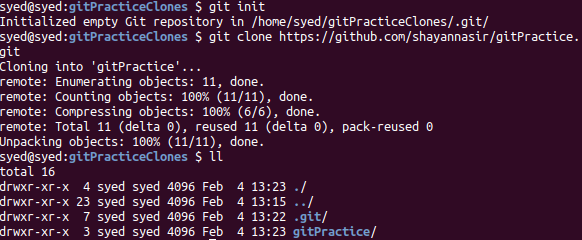 syed@syed:gitPracticeClones $ git init
Initialized empty Git repository in /home/syed/gitPracticeClones/.git/
syed@syed:gitPracticeClones $ git clone https://github.com/shayannasir/gitPractice.
git
Cloning into 'gitPractice'...
remote: Enumerating objects: 11, done.
remote: Counting objects: 100% (11/11), done.
remote: Compressing objects: 100% (6/6), done.
remote: Total 11 (delta 0), reused 11 (delta 0), pack-reused 0
Unpacking objects: 100% (11/11), done.
syed@syed:gitPracticeClones $ ll
total 16
drwxr-xr-x  4 syed syed 4096 Feb  4 13:23 ./
drwxr-xr-x 23 syed syed 4096 Feb  4 13:15 ../
drwxr-xr-x  7 syed syed 4096 Feb  4 13:22 .git/
drwxr-xr-x  3 syed syed 4096 Feb  4 13:23 gitPractice/